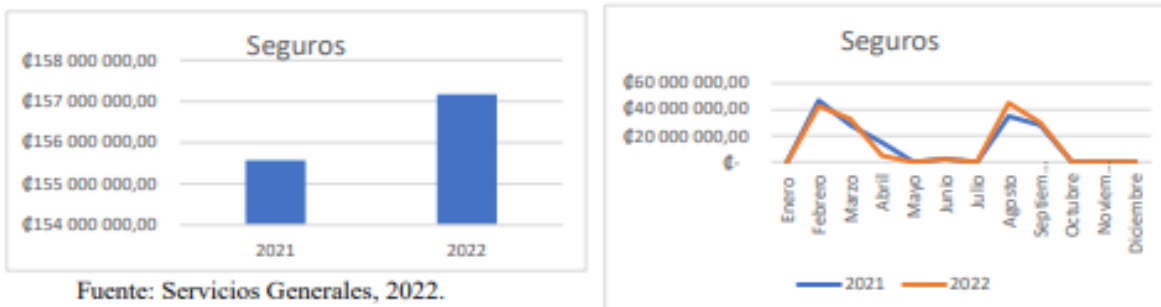 Seguros
₡158 000 000,00
₡157 000 000,00
₡156 000 000,00
₡155 000 000,00
₡154 000 000,00
2021
2022
Fuente: Servicios Generales, 2022.
Seguros
₡60 000 000,00
₡40 000 000,00
₡20 000 000,00
₡-
Enero
Febrero
Marzo
Abril
Mayo
Junio
Julio
Agosto
Septiem...
Octubre
Noviem...
Diciembre
2021
2022